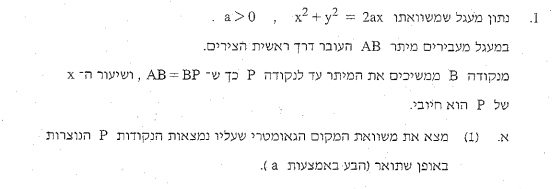 1. נתון מעגל שמשוואתו x² + y² = 2ax , a > 0 .
במעגל מעבירים מיתר AB העובר דרך ראשית הצירים.
מנקודה B ממשיכים את המיתר עד לנקודה P כך ש- AB = BP , ושיעור ה- x
של P הוא חיובי.
א. (1) מצא את משוואת המקום הגאומטרי שעליו נמצאות הנקודות P הנוצרות
באופן שתואר (הבע באמצעות a ).